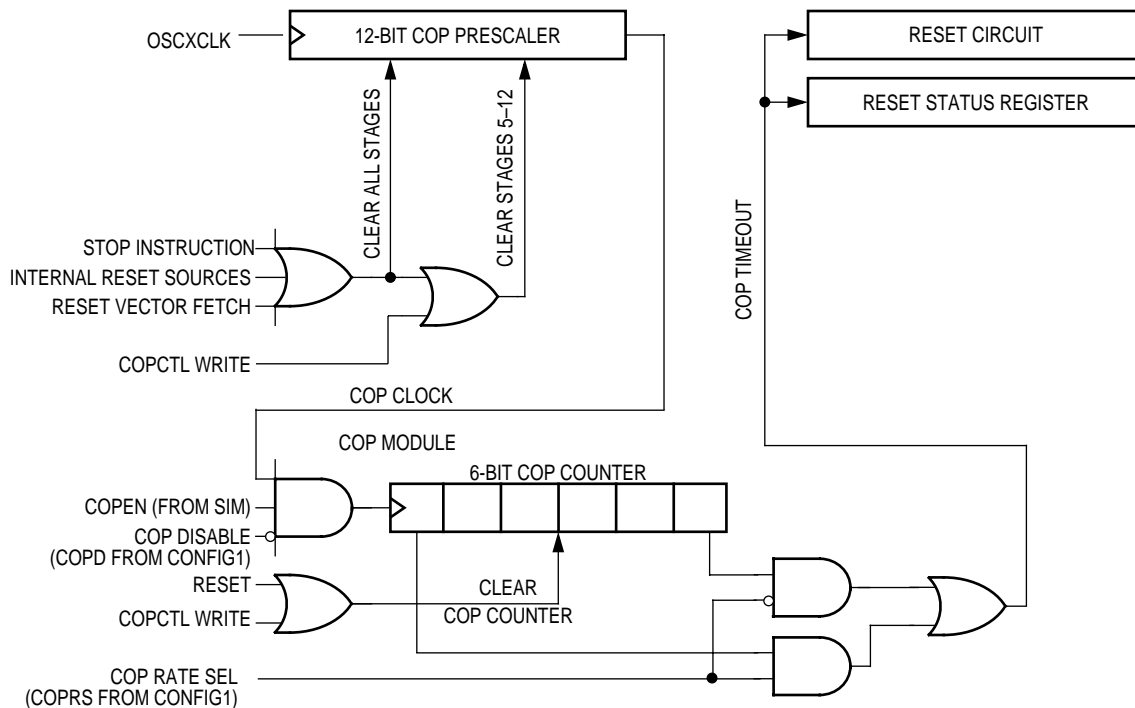 OSCXCLK
12-BIT COP PRESCALER
RESET CIRCUIT
RESET STATUS REGISTER
CLEAR ALL STAGES
CLEAR STAGES 5–12
COP TIMEOUT
STOP INSTRUCTION
INTERNAL RESET SOURCES
RESET VECTOR FETCH
COPCTL WRITE
COP CLOCK
COP MODULE
6-BIT COP COUNTER
COPEN (FROM SIM)
COP DISABLE
(COPD FROM CONFIG1)
RESET
COPCTL WRITE
CLEAR
COP COUNTER
COP RATE SEL
(COPRS FROM CONFIG1)